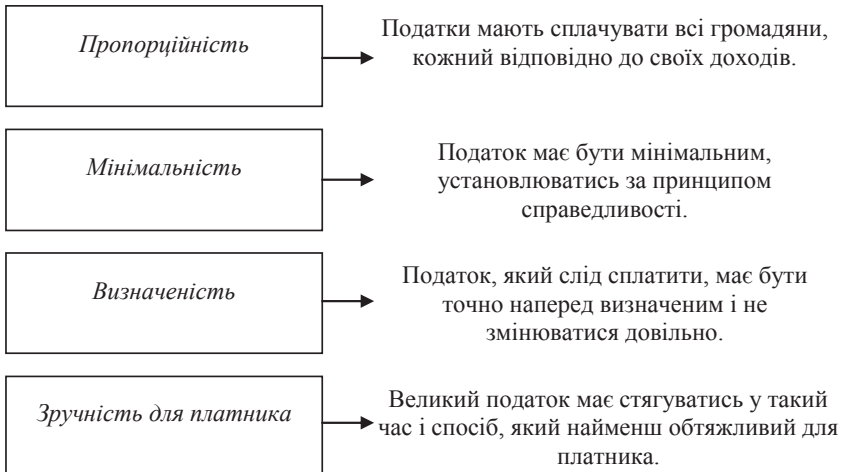 Пропорційність
Податки мають сплачувати всі громадяни,
кожний відповідно до своїх доходів.
Мінімальність
Податок має бути мінімальним,
установлюватись за принципом
справедливості.
Визначеність
Податок, який слід сплатити, має бути
точно наперед визначеним і не
змінюватися довільно.
Зручність для платника
Великий податок має стягуватись у такий
час і спосіб, який найменш обтяжливий для
платника.